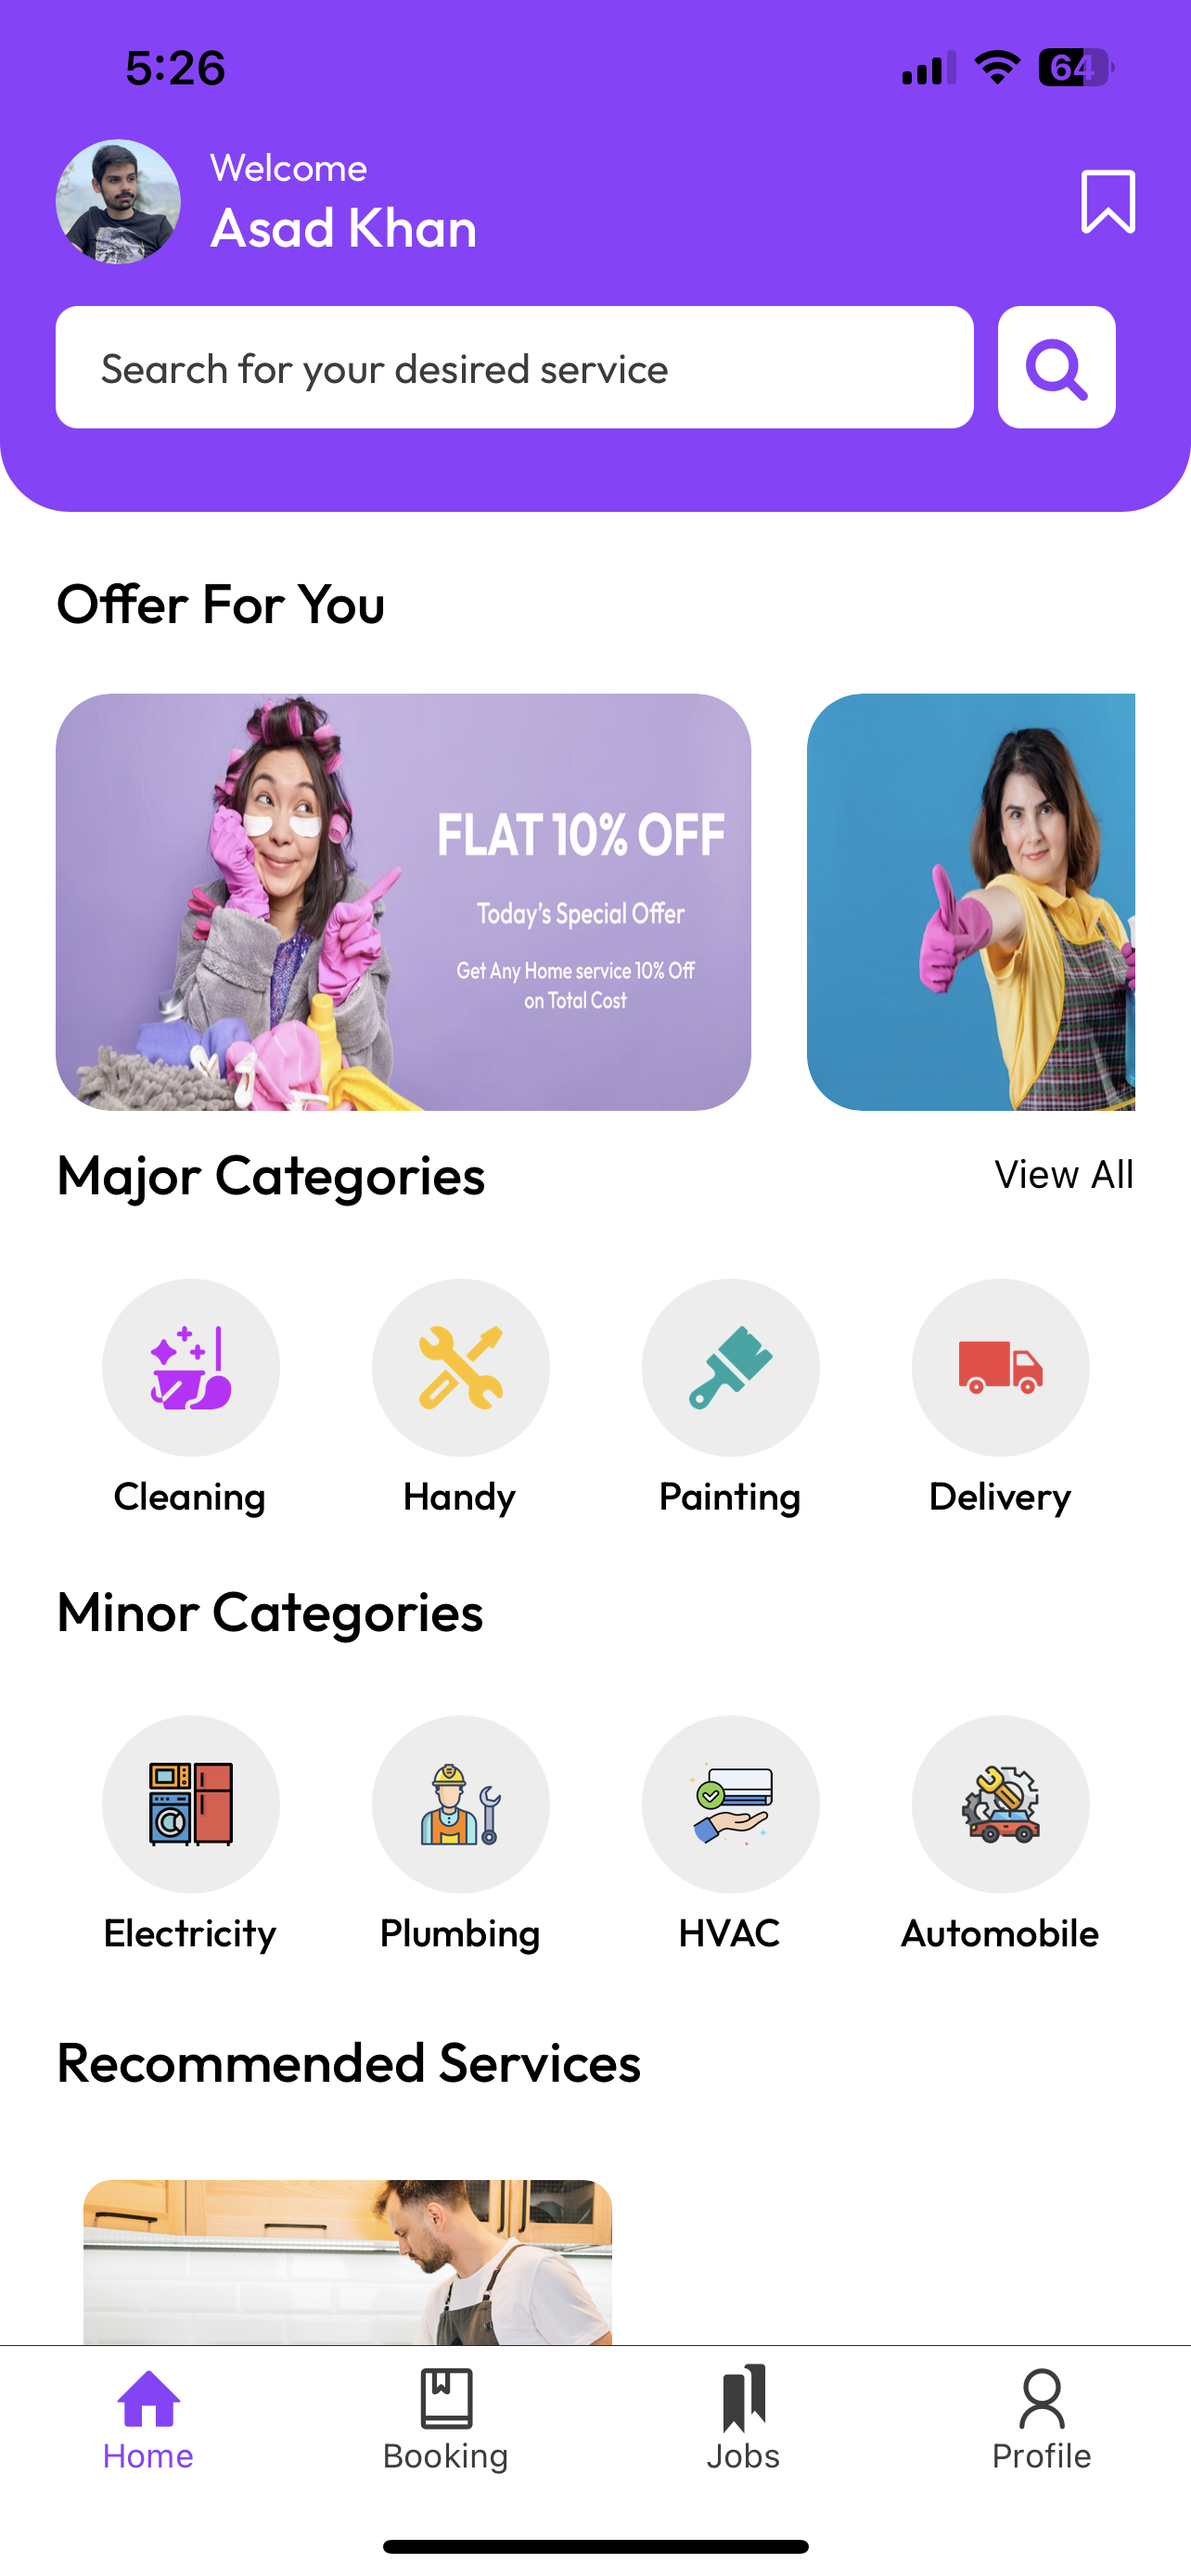 5:26
64
Welcome
Asad Khan
Search for your desired service
Offer For You
FLAT 10% OFF
Today's Special Offer
Get Any Home service 10% Off
on Total Cost
Major Categories
View All
Cleaning
Handy
Painting
Delivery
Minor Categories
Electricity
Plumbing
HVAC
Automobile
Recommended Services
Home
Booking
Jobs
Profile